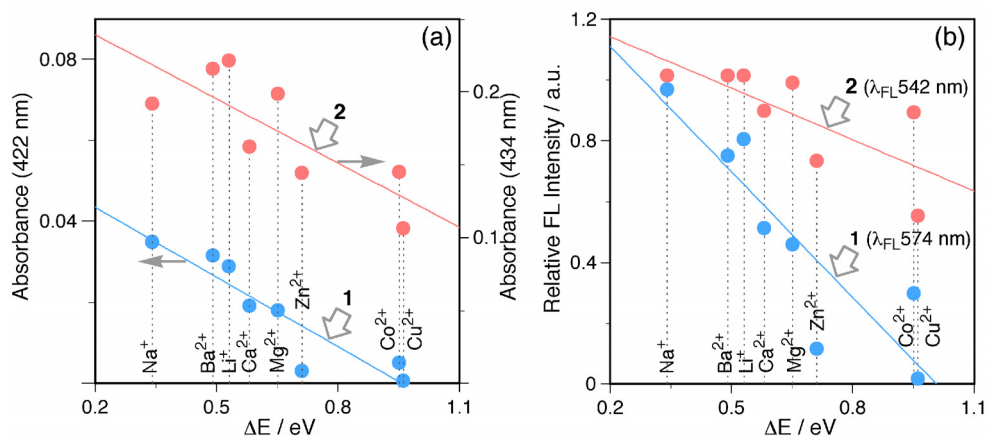 (a)
0.08
0.04
Absorbance (422 nm)
0.2
0.1
Absorbance (434 nm)
2
1
Na+
Ba2+
Li+
Ca2+
Mg2+
Zn2+
Co2+
Cu2+
0.2
0.5
0.8
1.1
ΔE / eV
(b)
1.2
0.8
0.4
0
Relative FL Intensity / a.u.
2 (λFL542 nm)
1 (λFL574 nm)
Na+
Ba2+
Li+
Ca2+
Mg2+
Zn2+
Co2+
Cu2+
0.2
0.5
0.8
1.1
ΔE / eV